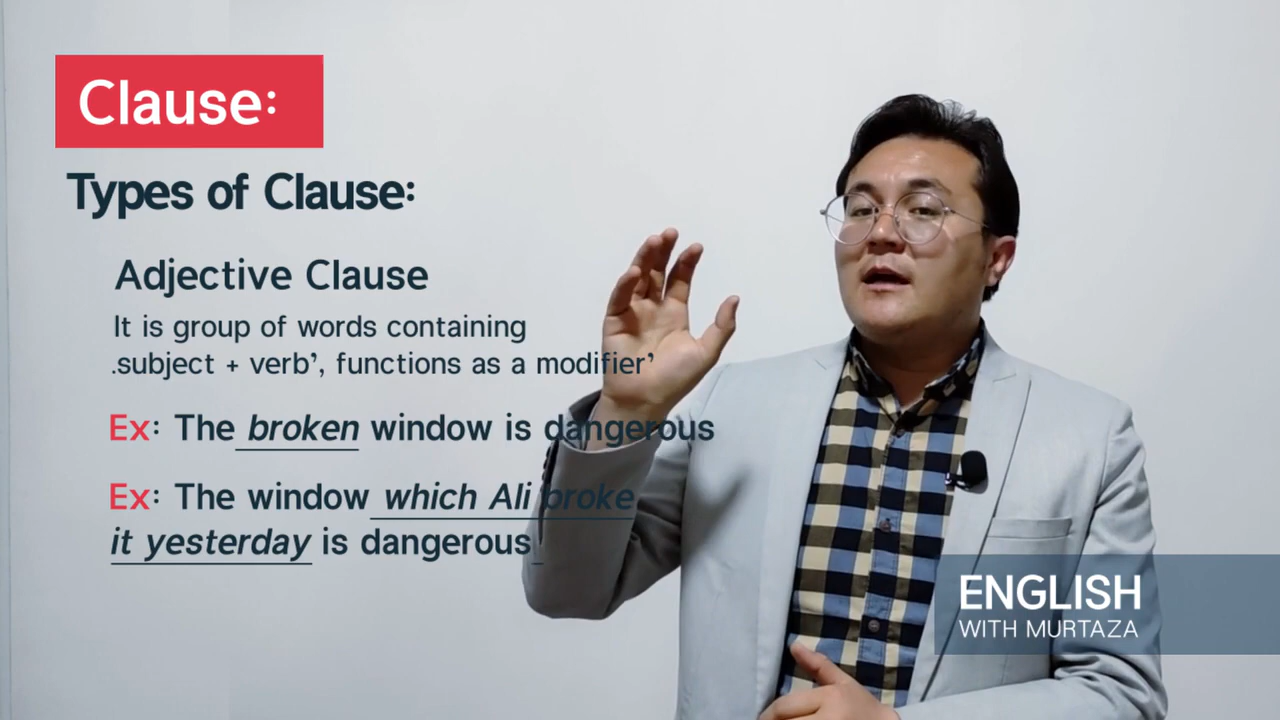 Clause:
Types of Clause:
Adjective Clause
It is group of words containing
.subject + verb’, functions as a modifier’
Ex: The broken window is dangerous
Ex: The window which Ali broke
it yesterday is dangerous
ENGLISH
WITH MURTAZA